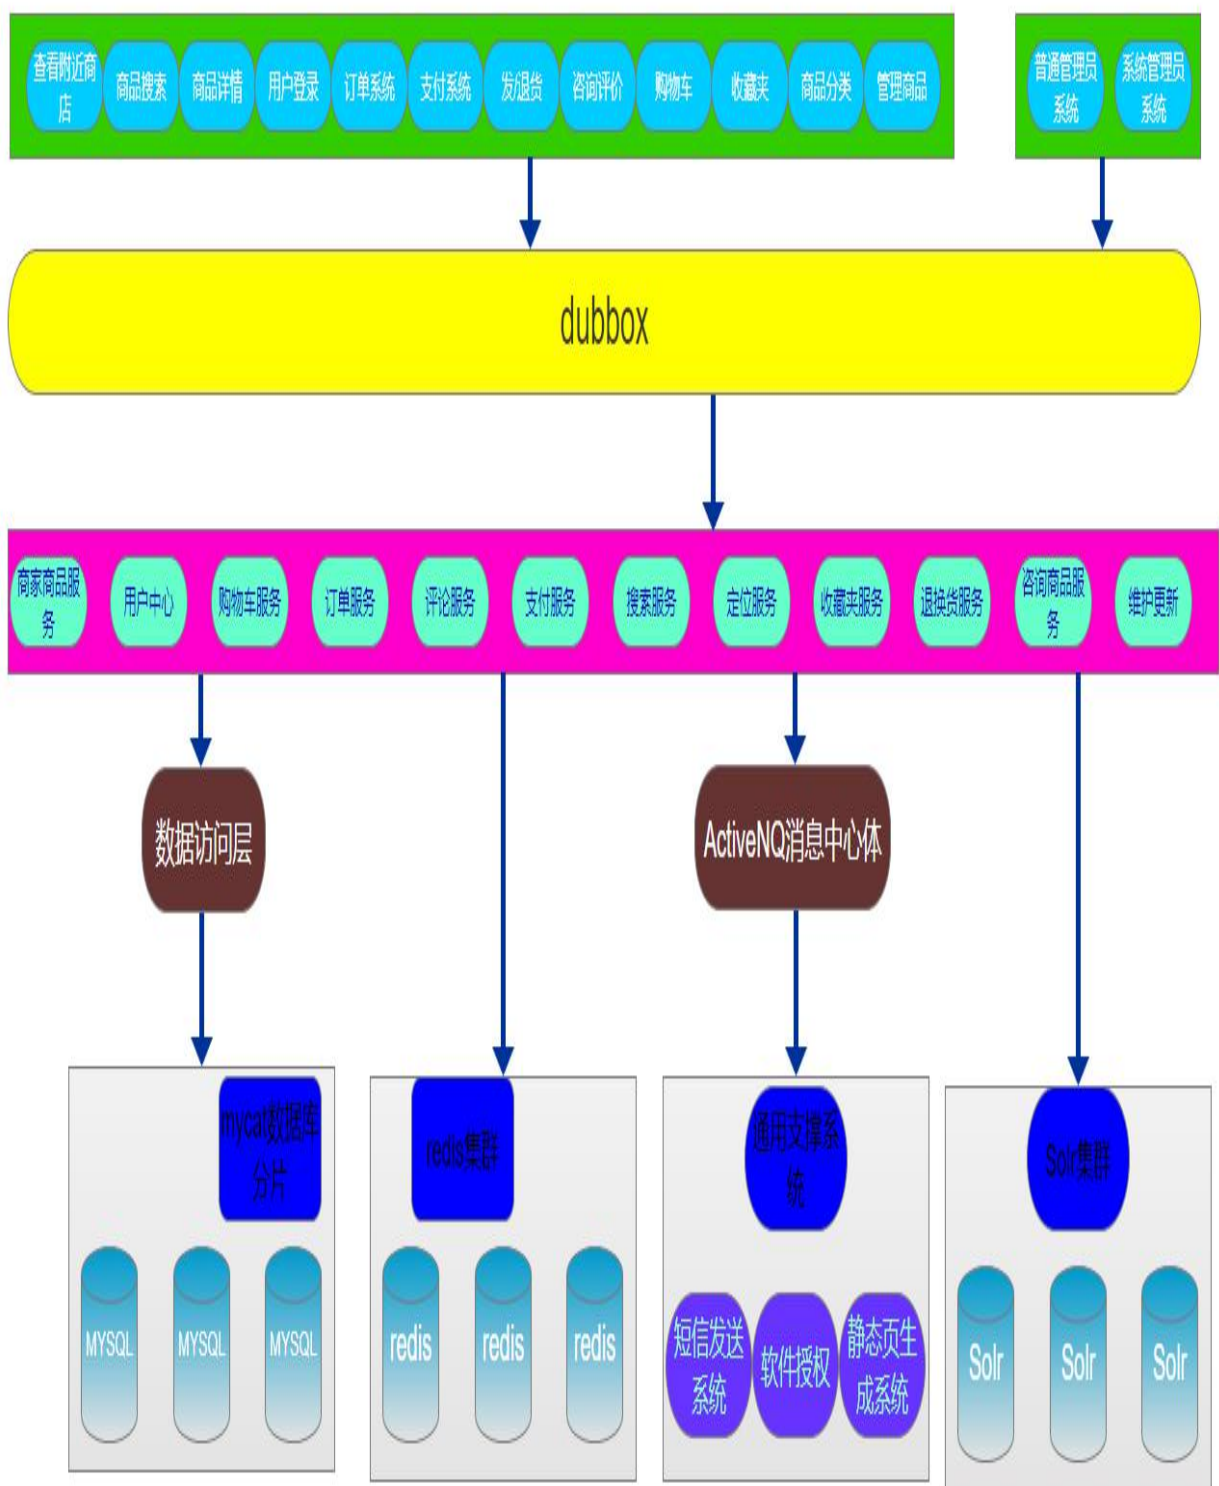 查看附近商
店
商品搜索
商品详情
用户登录
订单系统
支付系统
发/退货
咨询评价
购物车
收藏夹
商品分类
管理商品
普通管理员
系统
系统管理员
系统
dubbox
商家商品服
务
用户中心
购物车服务
订单服务
评论服务
支付服务
搜索服务
定位服务
收藏夹服务
退换货服务
咨询商品服
务
维护更新
数据访问层
ActiveNQ消息中心体
mycat数据库
分片
redis集群
通用支撑系
统
Solr集群
MYSQL
MYSQL
MYSQL
redis
redis
redis
短信发送
系统
软件授权
静态页生
成系统
Solr
Solr
Solr